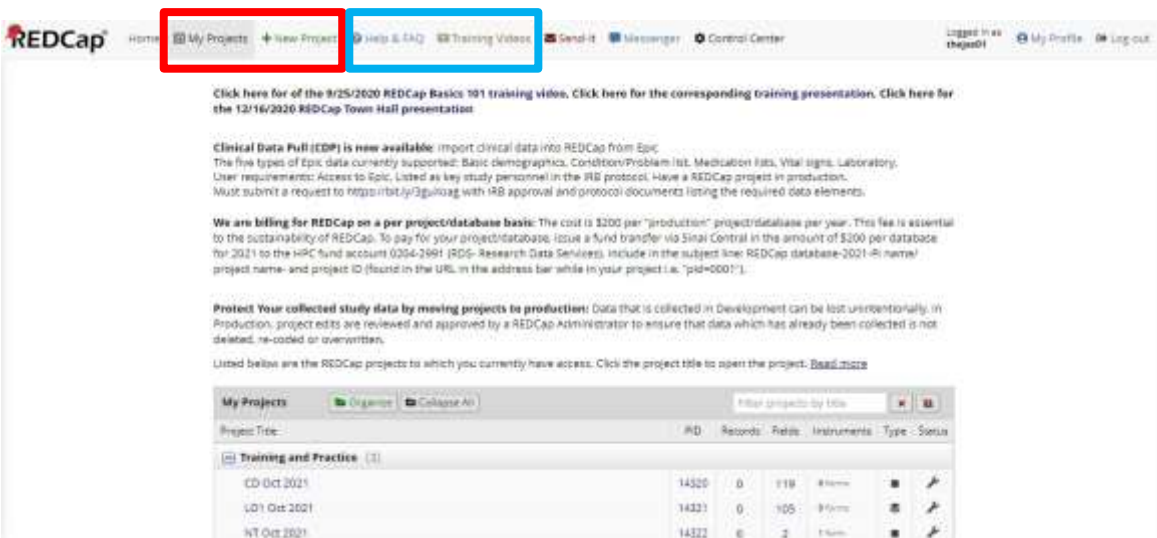 REDCap Home My Projects + New Project Help & FAQ Training Videos Send-It Messenger Control Center Logged in as My Profile Log out
Click here for of the 9/25/2020 REDCap Basics 101 training video. Click here for the corresponding training presentation. Click here for
the 12/16/2020 REDCap Town Hall presentation
Clinical Data Pull (CDP) is now available: Import clinical data into REDCap from Epic
The five types of Epic data currently supported: Basic demographics, Condition/Problem list, Medication lists, Vital signs, Laboratory.
User requirements: Access to Epic. Listed as key study personnel in the IRB protocol. Have a REDCap project in production.
Must submit a request to with IRB approval and protocol documents listing the required data elements.
We are billing for REDCap on a per project/database basis: The cost is $200 per "production" project/database per year. This fee is essential
to the sustainability of REDCap. To pay for your project/database, issue a fund transfer via Sinai Central in the amount of $200 per database
for 2021 to the HPC fund account 0204-2991 (RDS- Research Data Services). Include in the subject line: REDCap database-2021-PI name/
project name- and project ID (found in the URL in the address bar while in your project i.e. "pid=0001").
Protect Your collected study data by moving projects to production: Data that is collected in Development can be lost unintentionally. In
Production, project edits are reviewed and approved by a REDCap Administrator to ensure that data which has already been collected is not
deleted, re-coded or overwritten.
Listed below are the REDCap projects to which you currently have access. Click the project title to open the project. Read more
My Projects Organize Collapse All Filter projects by title
Project Title PID Records Fields Instruments Type Status
Training and Practice (3)
CD Oct 2021 14320 0 119 forms
LD1 Oct 2021 14321 0 105 forms
NT Oct 2021 14322 0 2 1 form